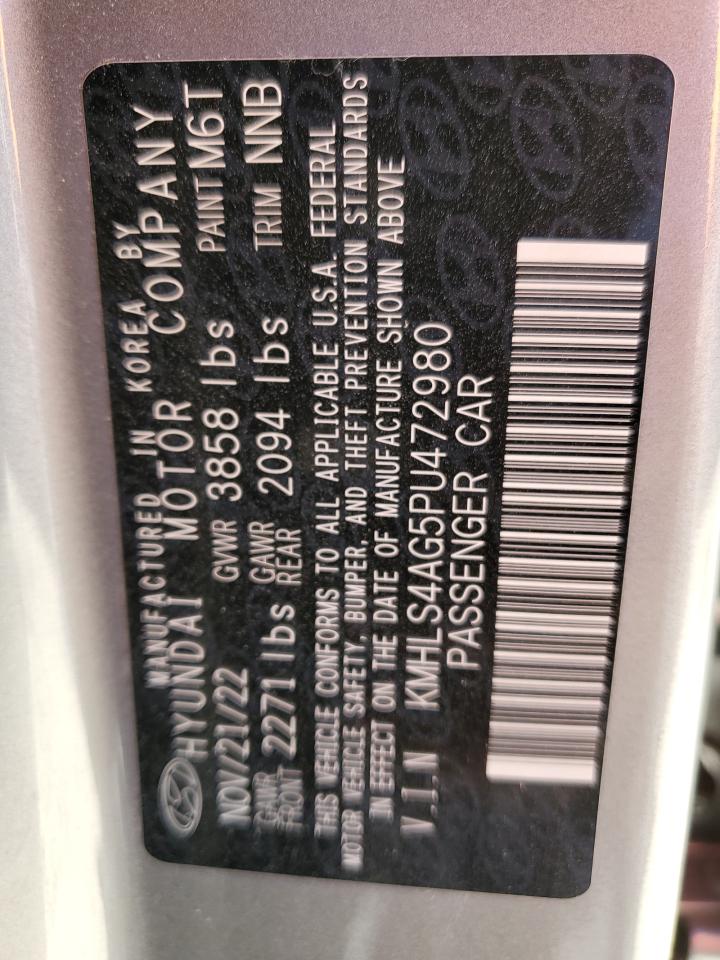 MANUFACTURED IN KOREA BY
HYUNDAI MOTOR COMPANY
NOV/21/22 GVWR 3858 lbs PAINT M6T
GAWR FRONT 2271 lbs GAWR REAR 2094 lbs TRIM NNB
THIS VEHICLE CONFORMS TO ALL APPLICABLE U.S.A. FEDERAL
MOTOR VEHICLE SAFETY, BUMPER, AND THEFT PREVENTION STANDARDS
IN EFFECT ON THE DATE OF MANUFACTURE SHOWN ABOVE
V.I.N KMHLS4AG5PU472980
PASSENGER CAR